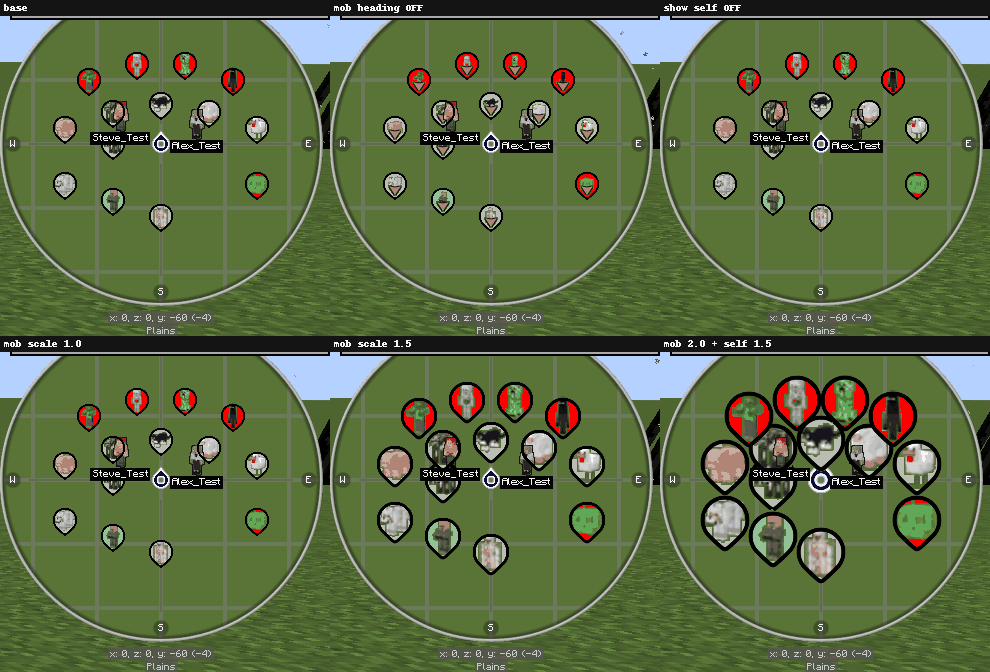 base
mob heading OFF
show self OFF
Steve_Test
Steve_Test
Steve_Test
W Alex_Test E
W Alex_Test E
W Alex_Test E
S
S
S
x: 0, z: 0, y: -60 (-4)
x: 0, z: 0, y: -60 (-4)
x: 0, z: 0, y: -60 (-4)
Plains
Plains
Plains
mob scale 1.0
mob scale 1.5
mob 2.0 + self 1.5
Steve_Test
Steve_Test
Steve_Test
W Alex_Test E
W Alex_Test E
W Alex_Test E
S
S
S
x: 0, z: 0, y: -60 (-4)
x: 0, z: 0, y: -60 (-4)
x: 0, z: 0, y: -60 (-4)
Plains
Plains
Plains